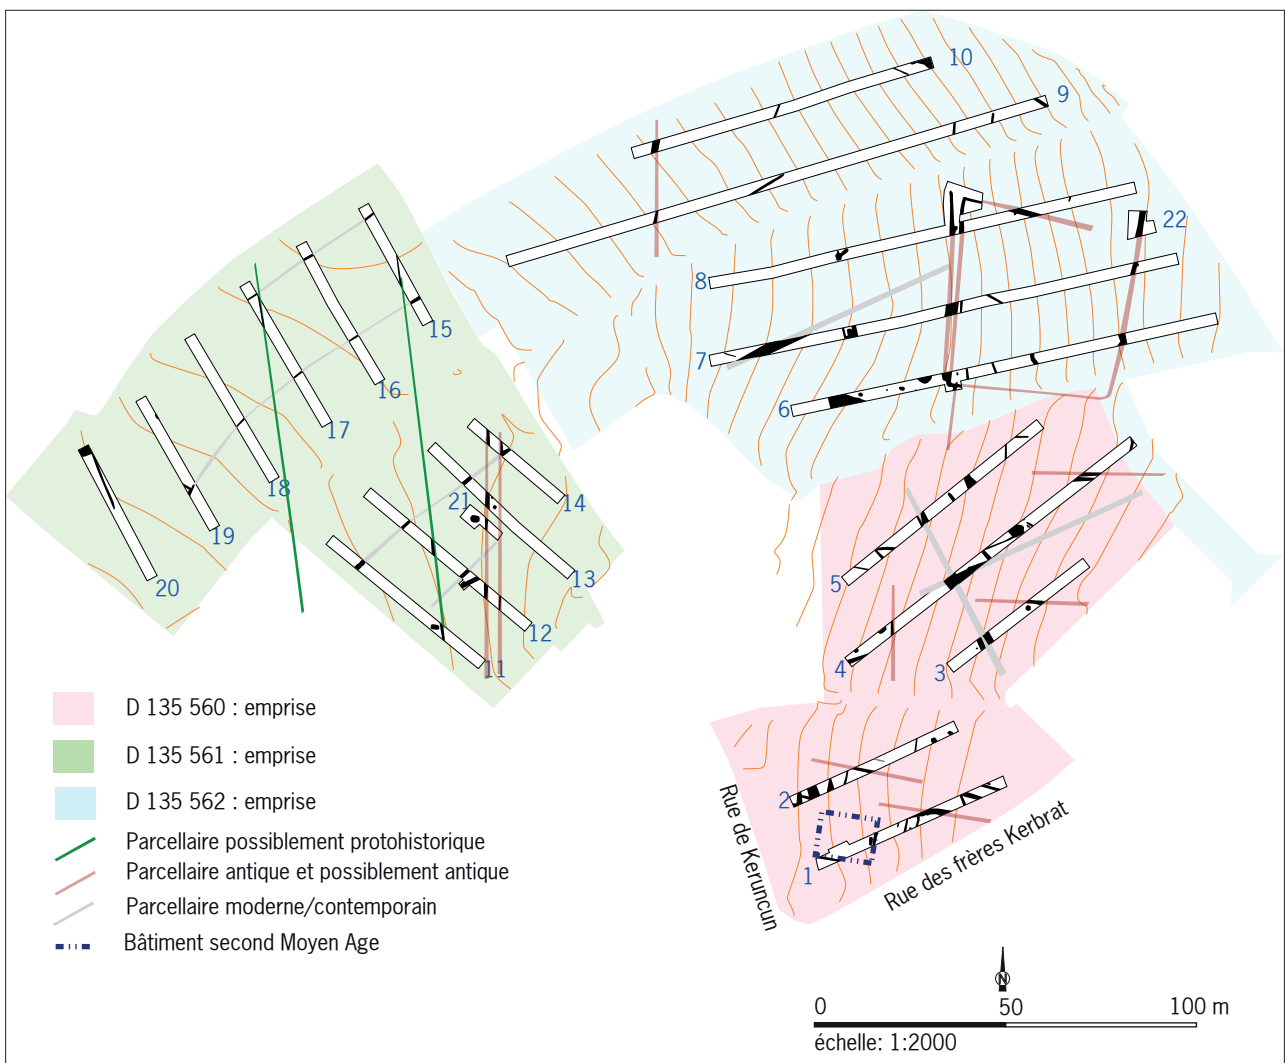 10
9
22
8
15
7
16
6
17
18
21
14
19
5
20
13
12
11
4
3
D 135 560 : emprise
D 135 561 : emprise
D 135 562 : emprise
Parcellaire possiblement protohistorique
Parcellaire antique et possiblement antique
Parcellaire moderne/contemporain
Bâtiment second Moyen Age
2
1
Rue de Keruncun
Rue des frères Kerbrat
N
0 50 100 m
échelle: 1:2000